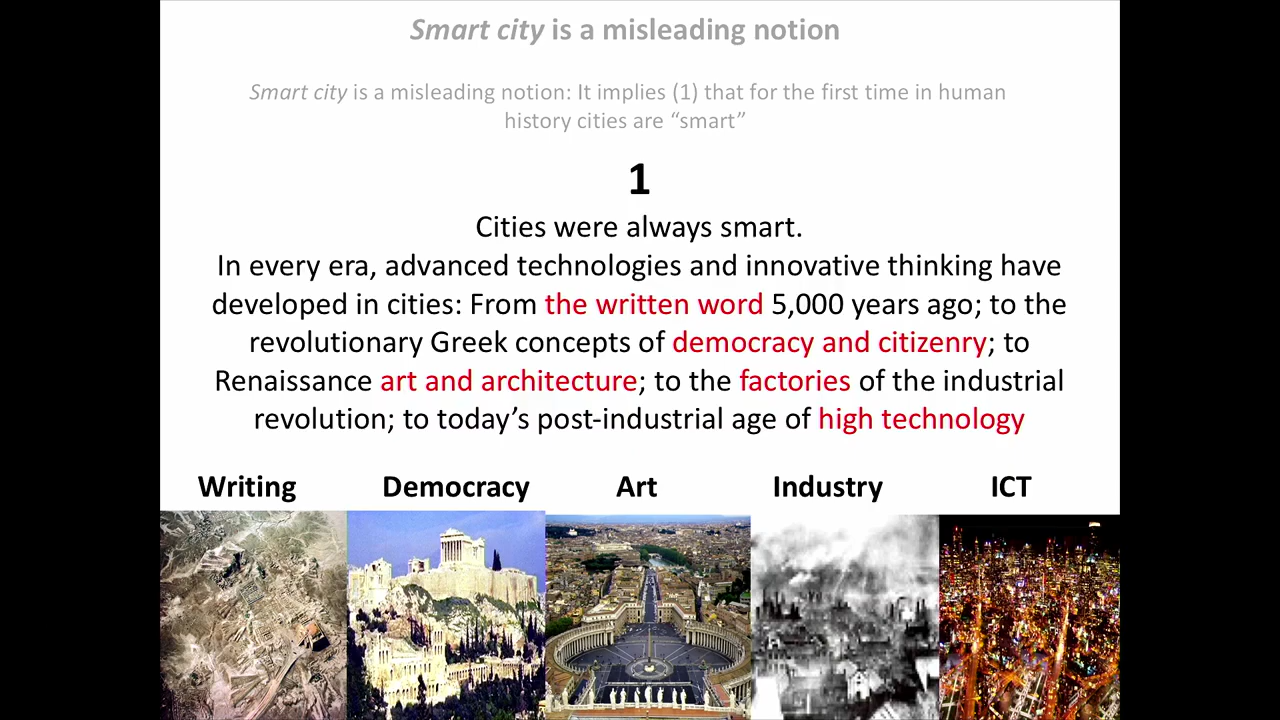 Smart city is a misleading notion
Smart city is a misleading notion: It implies (1) that for the first time in human
history cities are “smart”
1
Cities were always smart.
In every era, advanced technologies and innovative thinking have
developed in cities: From the written word 5,000 years ago; to the
revolutionary Greek concepts of democracy and citizenry; to
Renaissance art and architecture; to the factories of the industrial
revolution; to today’s post-industrial age of high technology
Writing Democracy Art Industry ICT